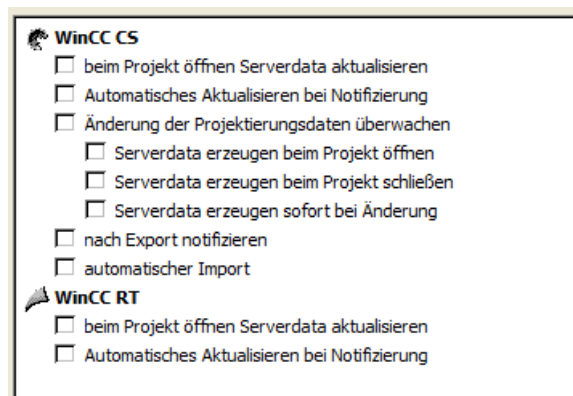 WinCC CS
beim Projekt öffnen Serverdata aktualisieren
Automatisches Aktualisieren bei Notifizierung
Änderung der Projektierungsdaten überwachen
Serverdata erzeugen beim Projekt öffnen
Serverdata erzeugen beim Projekt schließen
Serverdata erzeugen sofort bei Änderung
nach Export notifizieren
automatischer Import
WinCC RT
beim Projekt öffnen Serverdata aktualisieren
Automatisches Aktualisieren bei Notifizierung